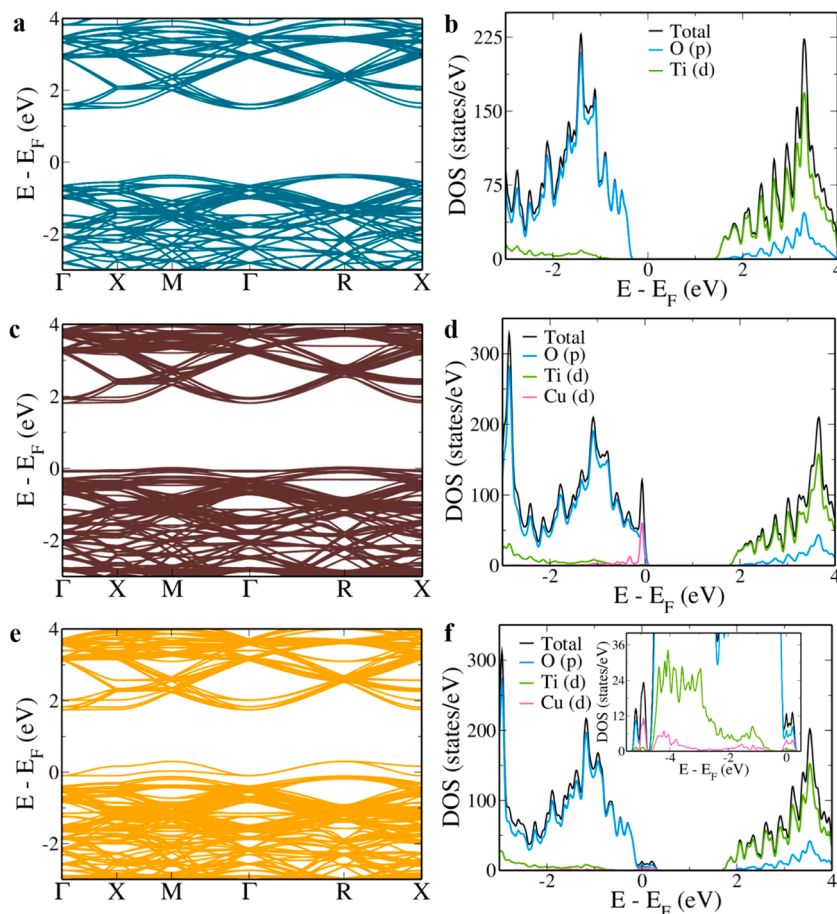 a
4
2
0
-2
E - E_F (eV)
Γ X M Γ R X
b
225
150
75
0
DOS (states/eV)
Total
O (p)
Ti (d)
-2 0 2 4
E - E_F (eV)
c
4
2
0
-2
E - E_F (eV)
Γ X M Γ R X
d
300
200
100
0
DOS (states/eV)
Total
O (p)
Ti (d)
Cu (d)
-2 0 2 4
E - E_F (eV)
e
4
2
0
-2
E - E_F (eV)
Γ X M Γ R X
f
300
200
100
0
DOS (states/eV)
Total
O (p)
Ti (d)
Cu (d)
36
24
12
0
DOS (states/eV)
-4 -2 0
E - E_F (eV)
-2 0 2 4
E - E_F (eV)